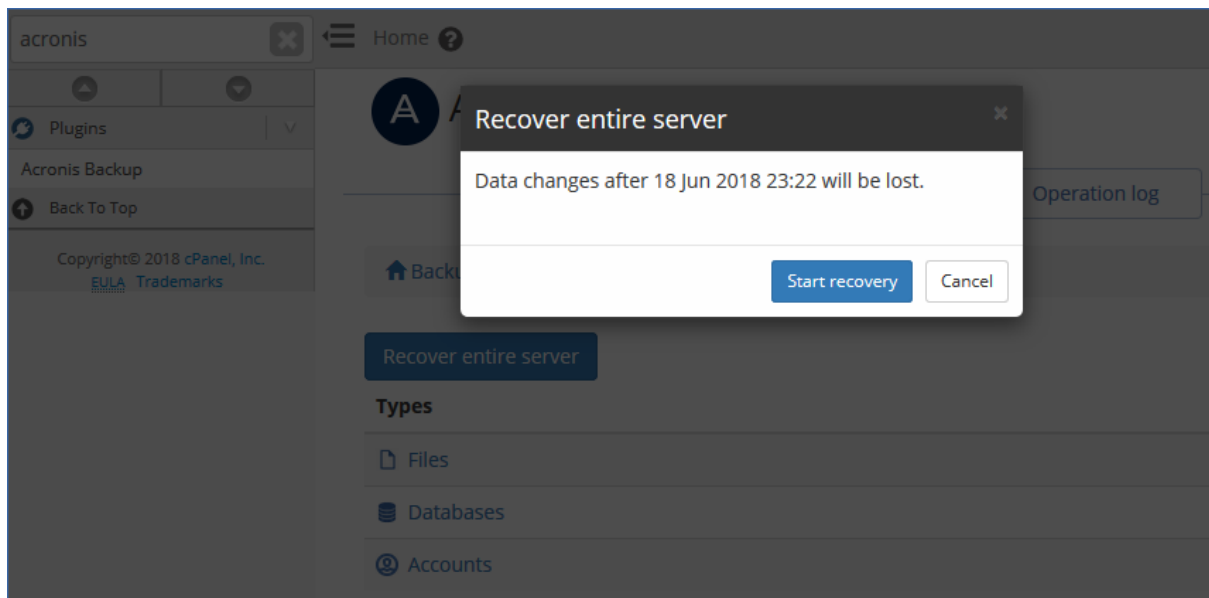 acronis
Home
Plugins
Acronis Backup
Back To Top
Copyright© 2018 cPanel, Inc.
EULA Trademarks
A
Recover entire server
Data changes after 18 Jun 2018 23:22 will be lost.
Start recovery Cancel
Operation log
Recover entire server
Types
Files
Databases
Accounts